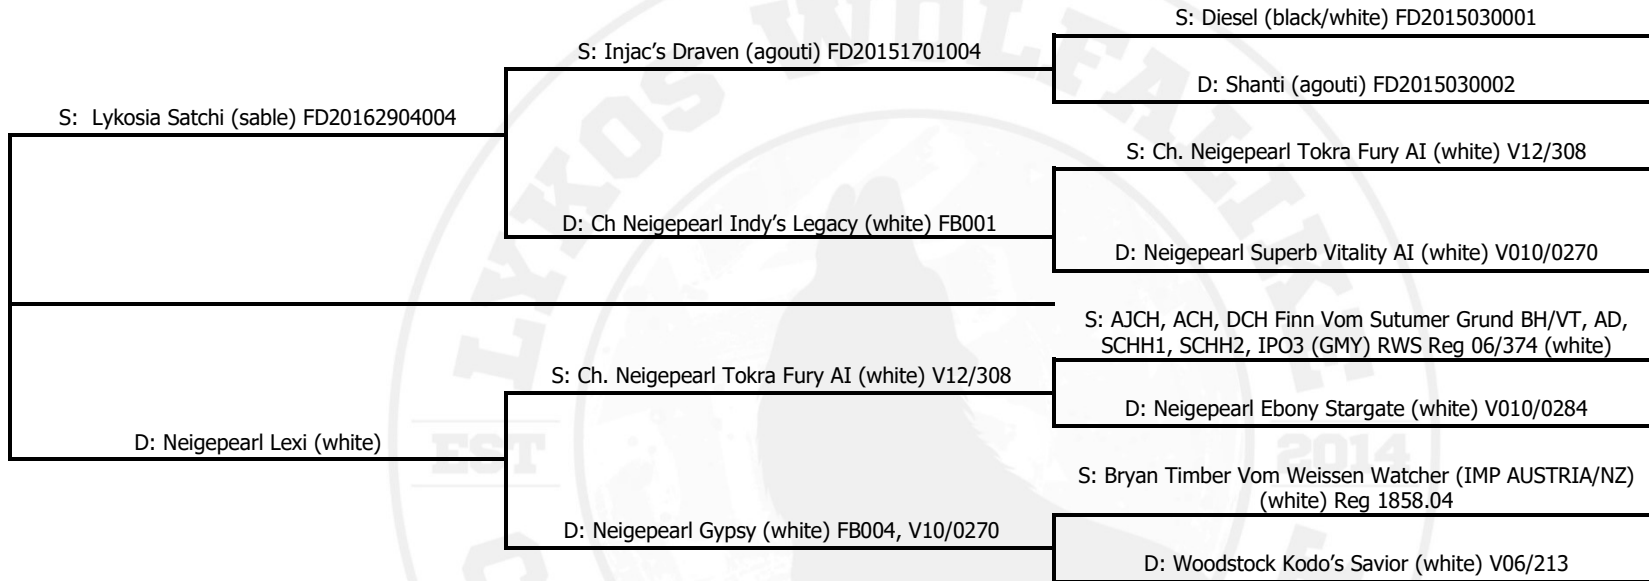 S: Diesel (black/white) FD2015030001
S: Injac's Draven (agouti) FD20151701004
D: Shanti (agouti) FD2015030002
S: Lykosia Satchi (sable) FD20162904004
S: Ch. Neigepearl Tokra Fury AI (white) V12/308
D: Ch Neigepearl Indy's Legacy (white) FB001
D: Neigepearl Superb Vitality AI (white) V010/0270
S: AJCH, ACH, DCH Finn Vom Sutumer Grund BH/VT, AD,
SCHH1, SCHH2, IPO3 (GMY) RWS Reg 06/374 (white)
S: Ch. Neigepearl Tokra Fury AI (white) V12/308
D: Neigepearl Ebony Stargate (white) V010/0284
D: Neigepearl Lexi (white)
S: Bryan Timber Vom Weissen Watcher (IMP AUSTRIA/NZ)
(white) Reg 1858.04
D: Neigepearl Gypsy (white) FB004, V10/0270
D: Woodstock Kodo's Savior (white) V06/213
LYKOS WOLFALIKE
EST
2014